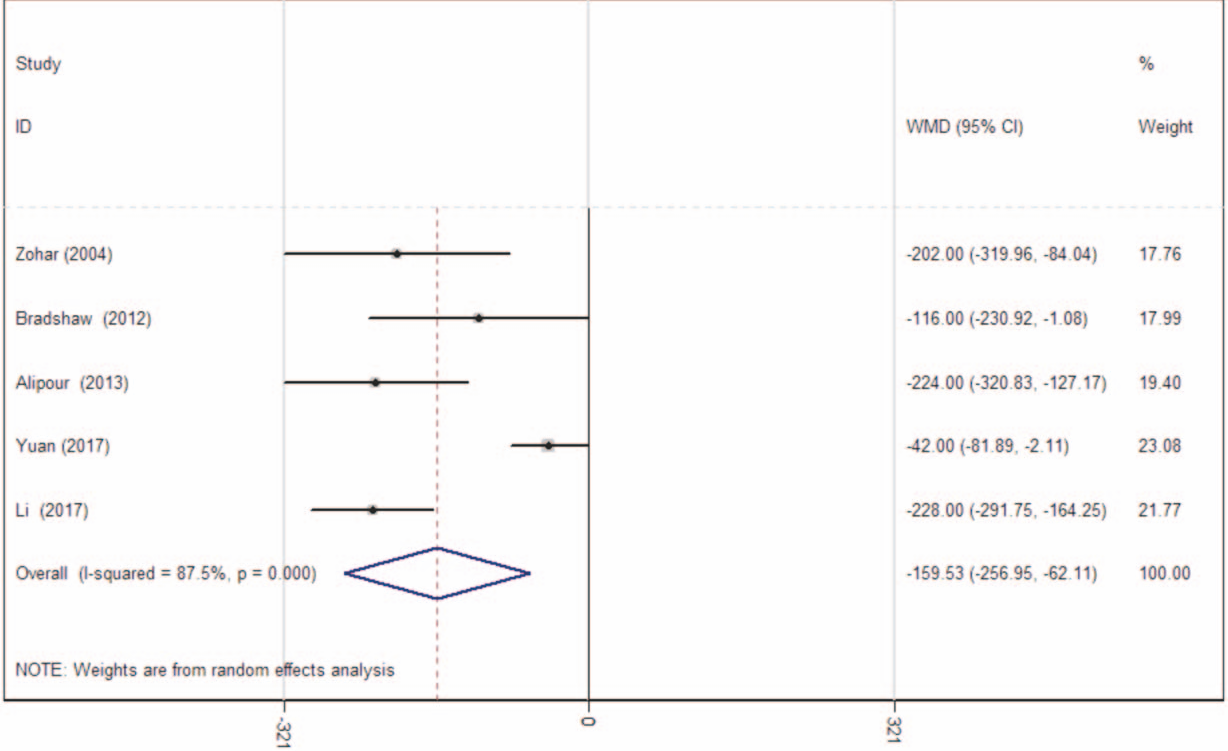 Study %
ID WMD (95% CI) Weight
Zohar (2004) -202.00 (-319.96, -84.04) 17.76
Bradshaw (2012) -116.00 (-230.92, -1.08) 17.99
Alipour (2013) -224.00 (-320.83, -127.17) 19.40
Yuan (2017) -42.00 (-81.89, -2.11) 23.08
Li (2017) -228.00 (-291.75, -164.25) 21.77
Overall (I-squared = 87.5%, p = 0.000) -159.53 (-256.95, -62.11) 100.00
NOTE: Weights are from random effects analysis
-321 0 321